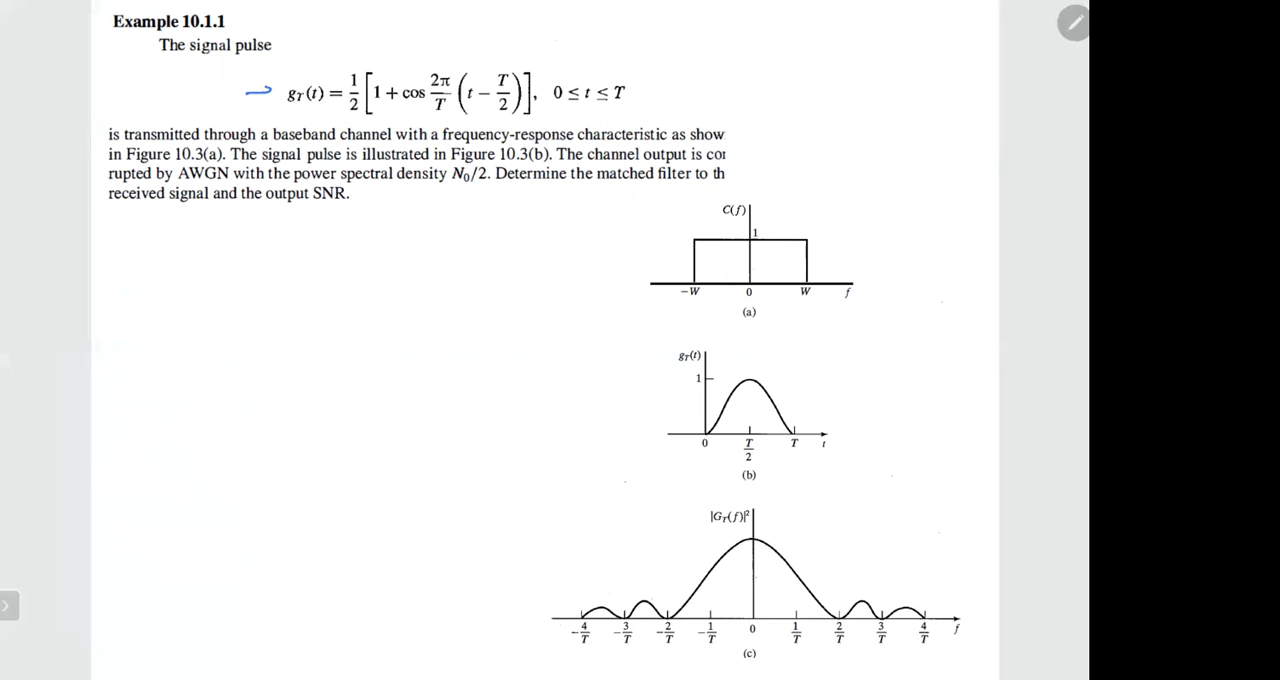 Example 10.1.1
The signal pulse
g_T(t) = 1/2 [1 + cos 2π/T (t − T/2)], 0 ≤ t ≤ T
is transmitted through a baseband channel with a frequency-response characteristic as show
in Figure 10.3(a). The signal pulse is illustrated in Figure 10.3(b). The channel output is cor
rupted by AWGN with the power spectral density N₀/2. Determine the matched filter to th
received signal and the output SNR.
C(f)
1
−W 0 W f
(a)
g_T(t)
1
0 T/2 T t
(b)
|G_T(f)|²
−4/T −3/T −2/T −1/T 0 1/T 2/T 3/T 4/T f
(c)